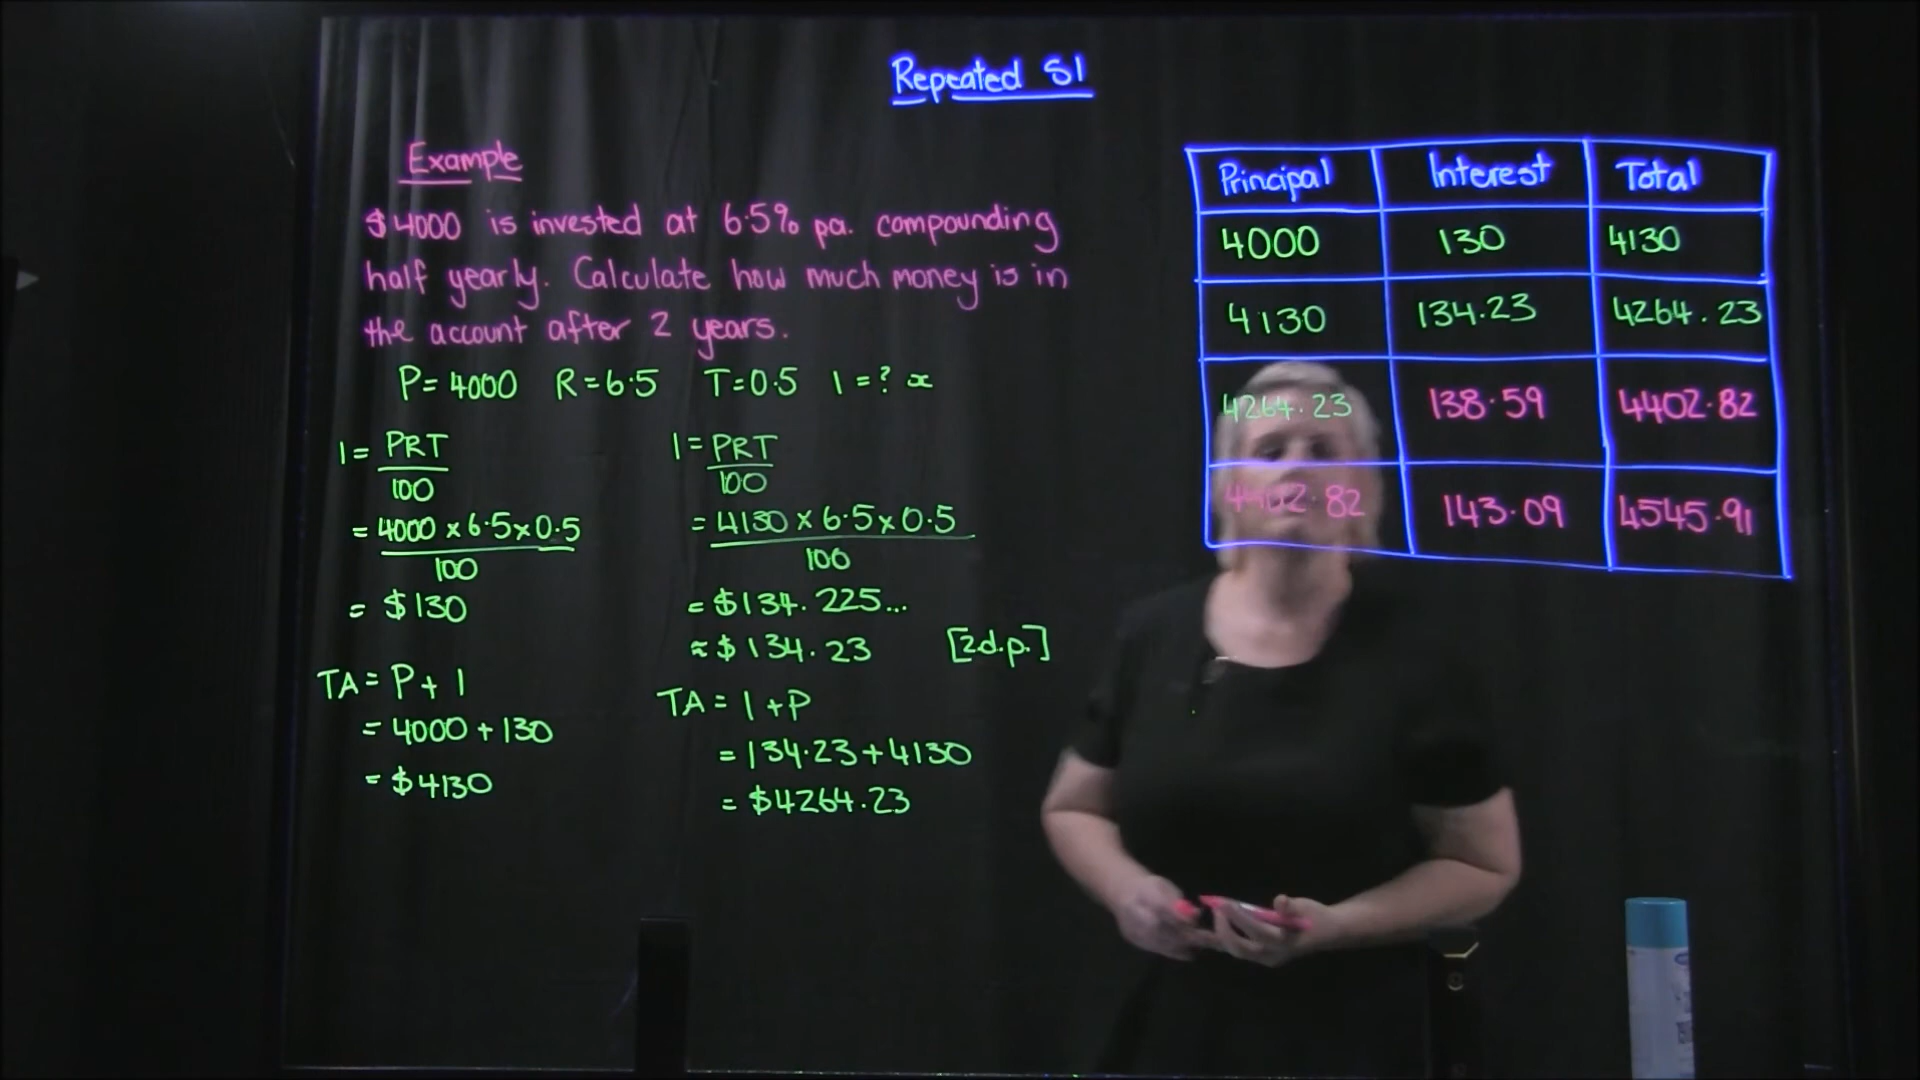 Repeated SI
Example
$4000 is invested at 6.5% pa. compounding
half yearly. Calculate how much money is in
the account after 2 years.
P= 4000 R=6.5 T=0.5 I=? x
I= PRT
100
= 4000 x 6.5 x 0.5
100
= $130
TA= P+ I
= 4000 + 130
= $4130
I= PRT
100
= 4130 x 6.5 x 0.5
100
= $134.225...
≈ $134.23 [2d.p.]
TA= I+P
= 134.23 + 4130
= $4264.23
Principal Interest Total
4000 130 4130
4130 134.23 4264.23
4264.23 138.59 4402.82
4402.82 143.09 4545.91